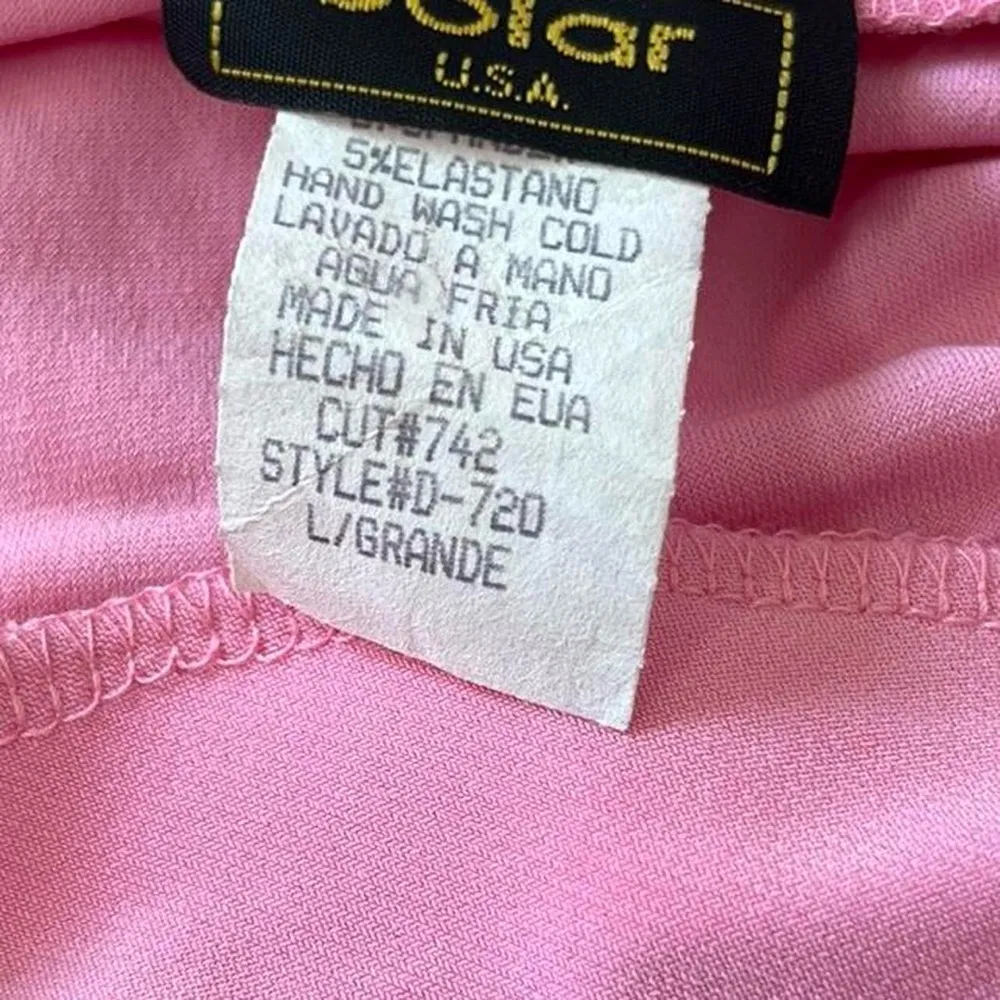 U.S.A.
5%ELASTANO
HAND WASH COLD
LAVADO A MANO
AGUA FRIA
MADE IN USA
HECHO EN EUA
CUT#742
STYLE#D-720
L/GRANDE